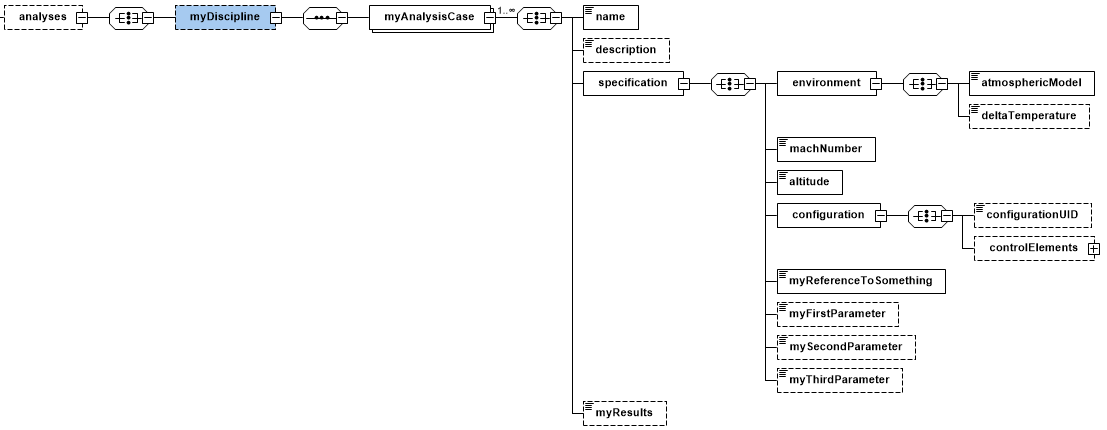 analyses
myDiscipline
myAnalysisCase
1..∞
name
description
specification
environment
atmosphericModel
deltaTemperature
machNumber
altitude
configuration
configurationUID
controlElements
myReferenceToSomething
myFirstParameter
mySecondParameter
myThirdParameter
myResults